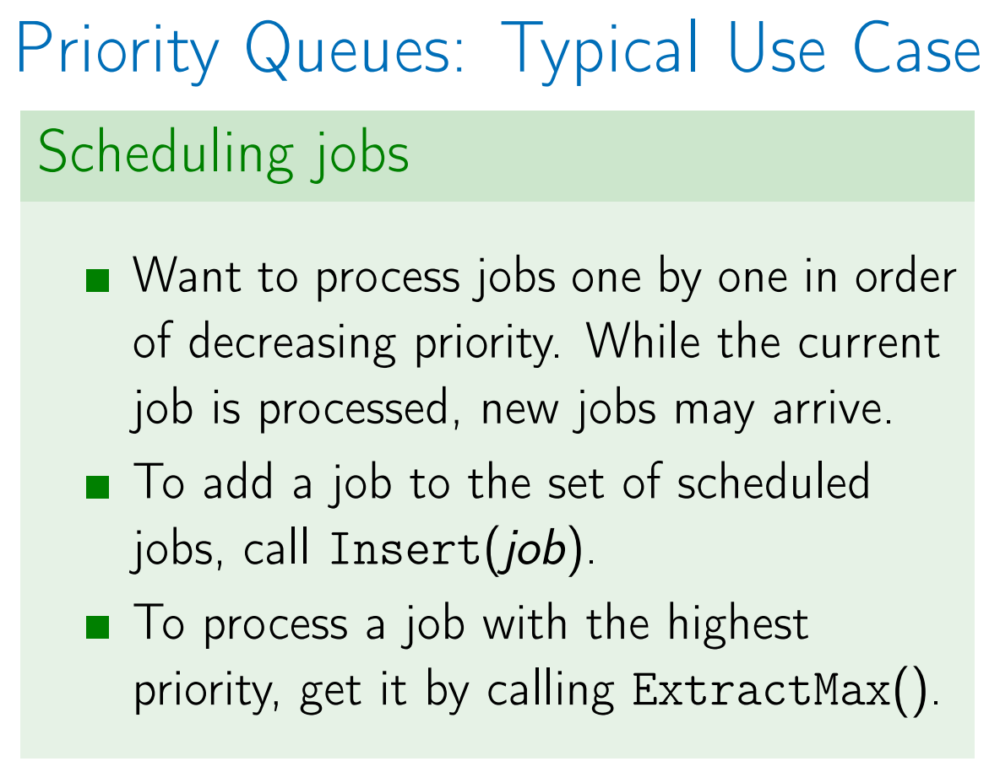 Priority Queues: Typical Use Case
Scheduling jobs
Want to process jobs one by one in order
of decreasing priority. While the current
job is processed, new jobs may arrive.
To add a job to the set of scheduled
jobs, call Insert(job).
To process a job with the highest
priority, get it by calling ExtractMax().